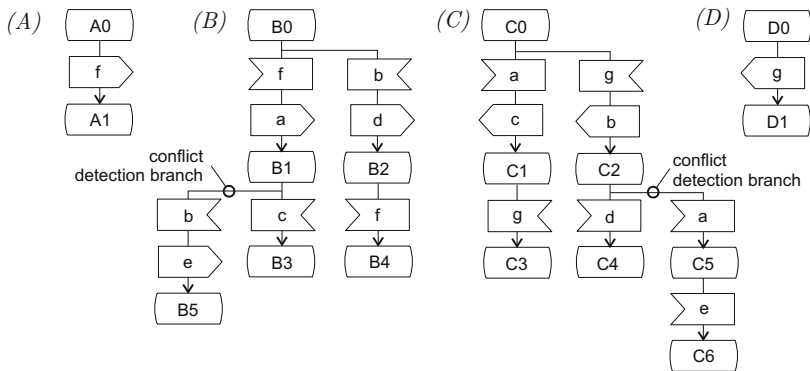 (A)
A0
f
A1
(B)
B0
f
b
a
d
B1
B2
conflict
detection branch
b
c
f
e
B3
B4
B5
(C)
C0
a
g
c
b
C1
C2
conflict
detection branch
g
d
a
C3
C4
C5
e
C6
(D)
D0
g
D1